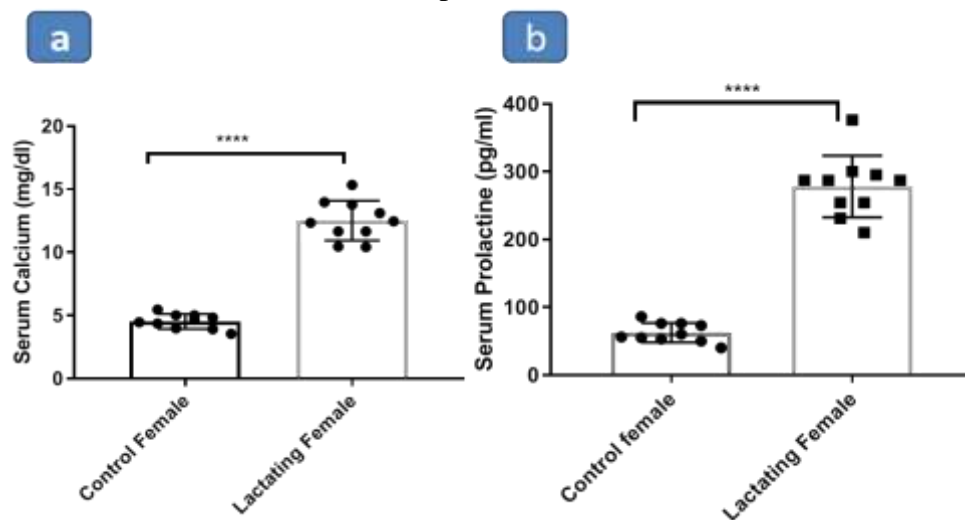 a
b
****
****
Serum Calcium (mg/dl)
20
15
10
5
0
Control Female
Lactating Female
Serum Prolactine (pg/ml)
400
300
200
100
0
Control female
Lactating Female